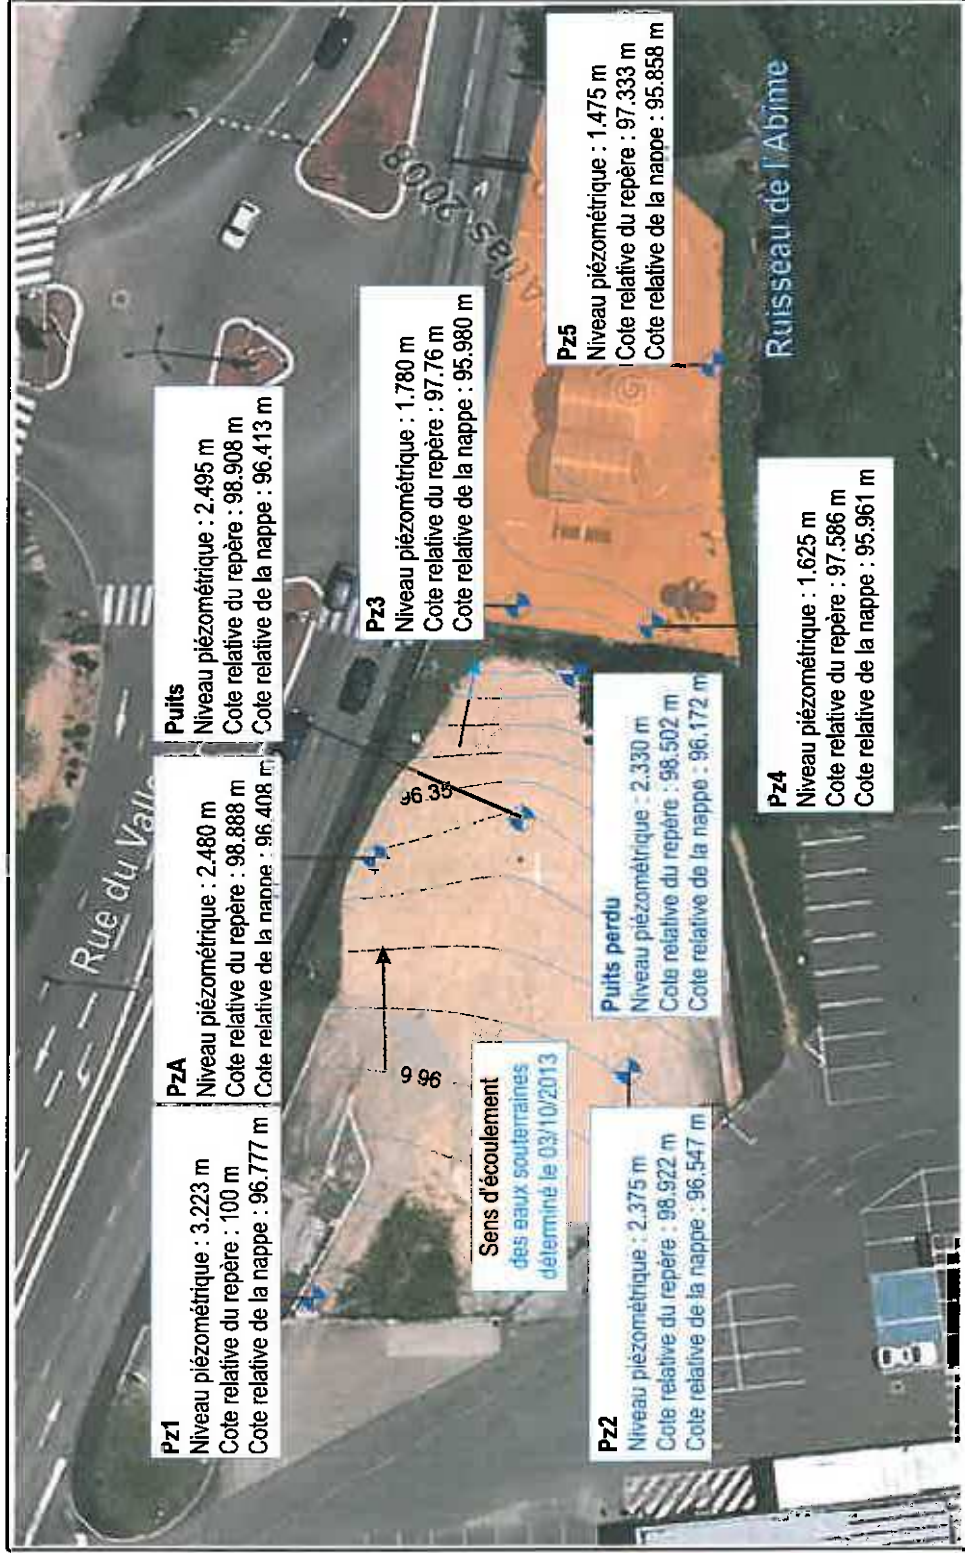 Rue du Valle
Pz1
Niveau piézométrique : 3.223 m
Cote relative du repère : 100 m
Cote relative de la nappe : 96.777 m
PzA
Niveau piézométrique : 2.480 m
Cote relative du repère : 98.888 m
Cote relative de la nappe : 96.408 m
Puits
Niveau piézométrique : 2.495 m
Cote relative du repère : 98.908 m
Cote relative de la nappe : 96.413 m
Pz3
Niveau piézométrique : 1.780 m
Cote relative du repère : 97.76 m
Cote relative de la nappe : 95.980 m
Atlas, 2008
Pz5
Niveau piézométrique : 1.475 m
Cote relative du repère : 97.333 m
Cote relative de la nappe : 95.858 m
96.35
96.6
Sens d'écoulement
des eaux souterraines
déterminé le 03/10/2013
Pz2
Niveau piézométrique : 2.375 m
Cote relative du repère : 98.922 m
Cote relative de la nappe : 96.547 m
Puits perdu
Niveau piézométrique : 2.330 m
Cote relative du repère : 98.502 m
Cote relative de la nappe : 96.172 m
Pz4
Niveau piézométrique : 1.625 m
Cote relative du repère : 97.586 m
Cote relative de la nappe : 95.961 m
Ruisseau de l'Abîme